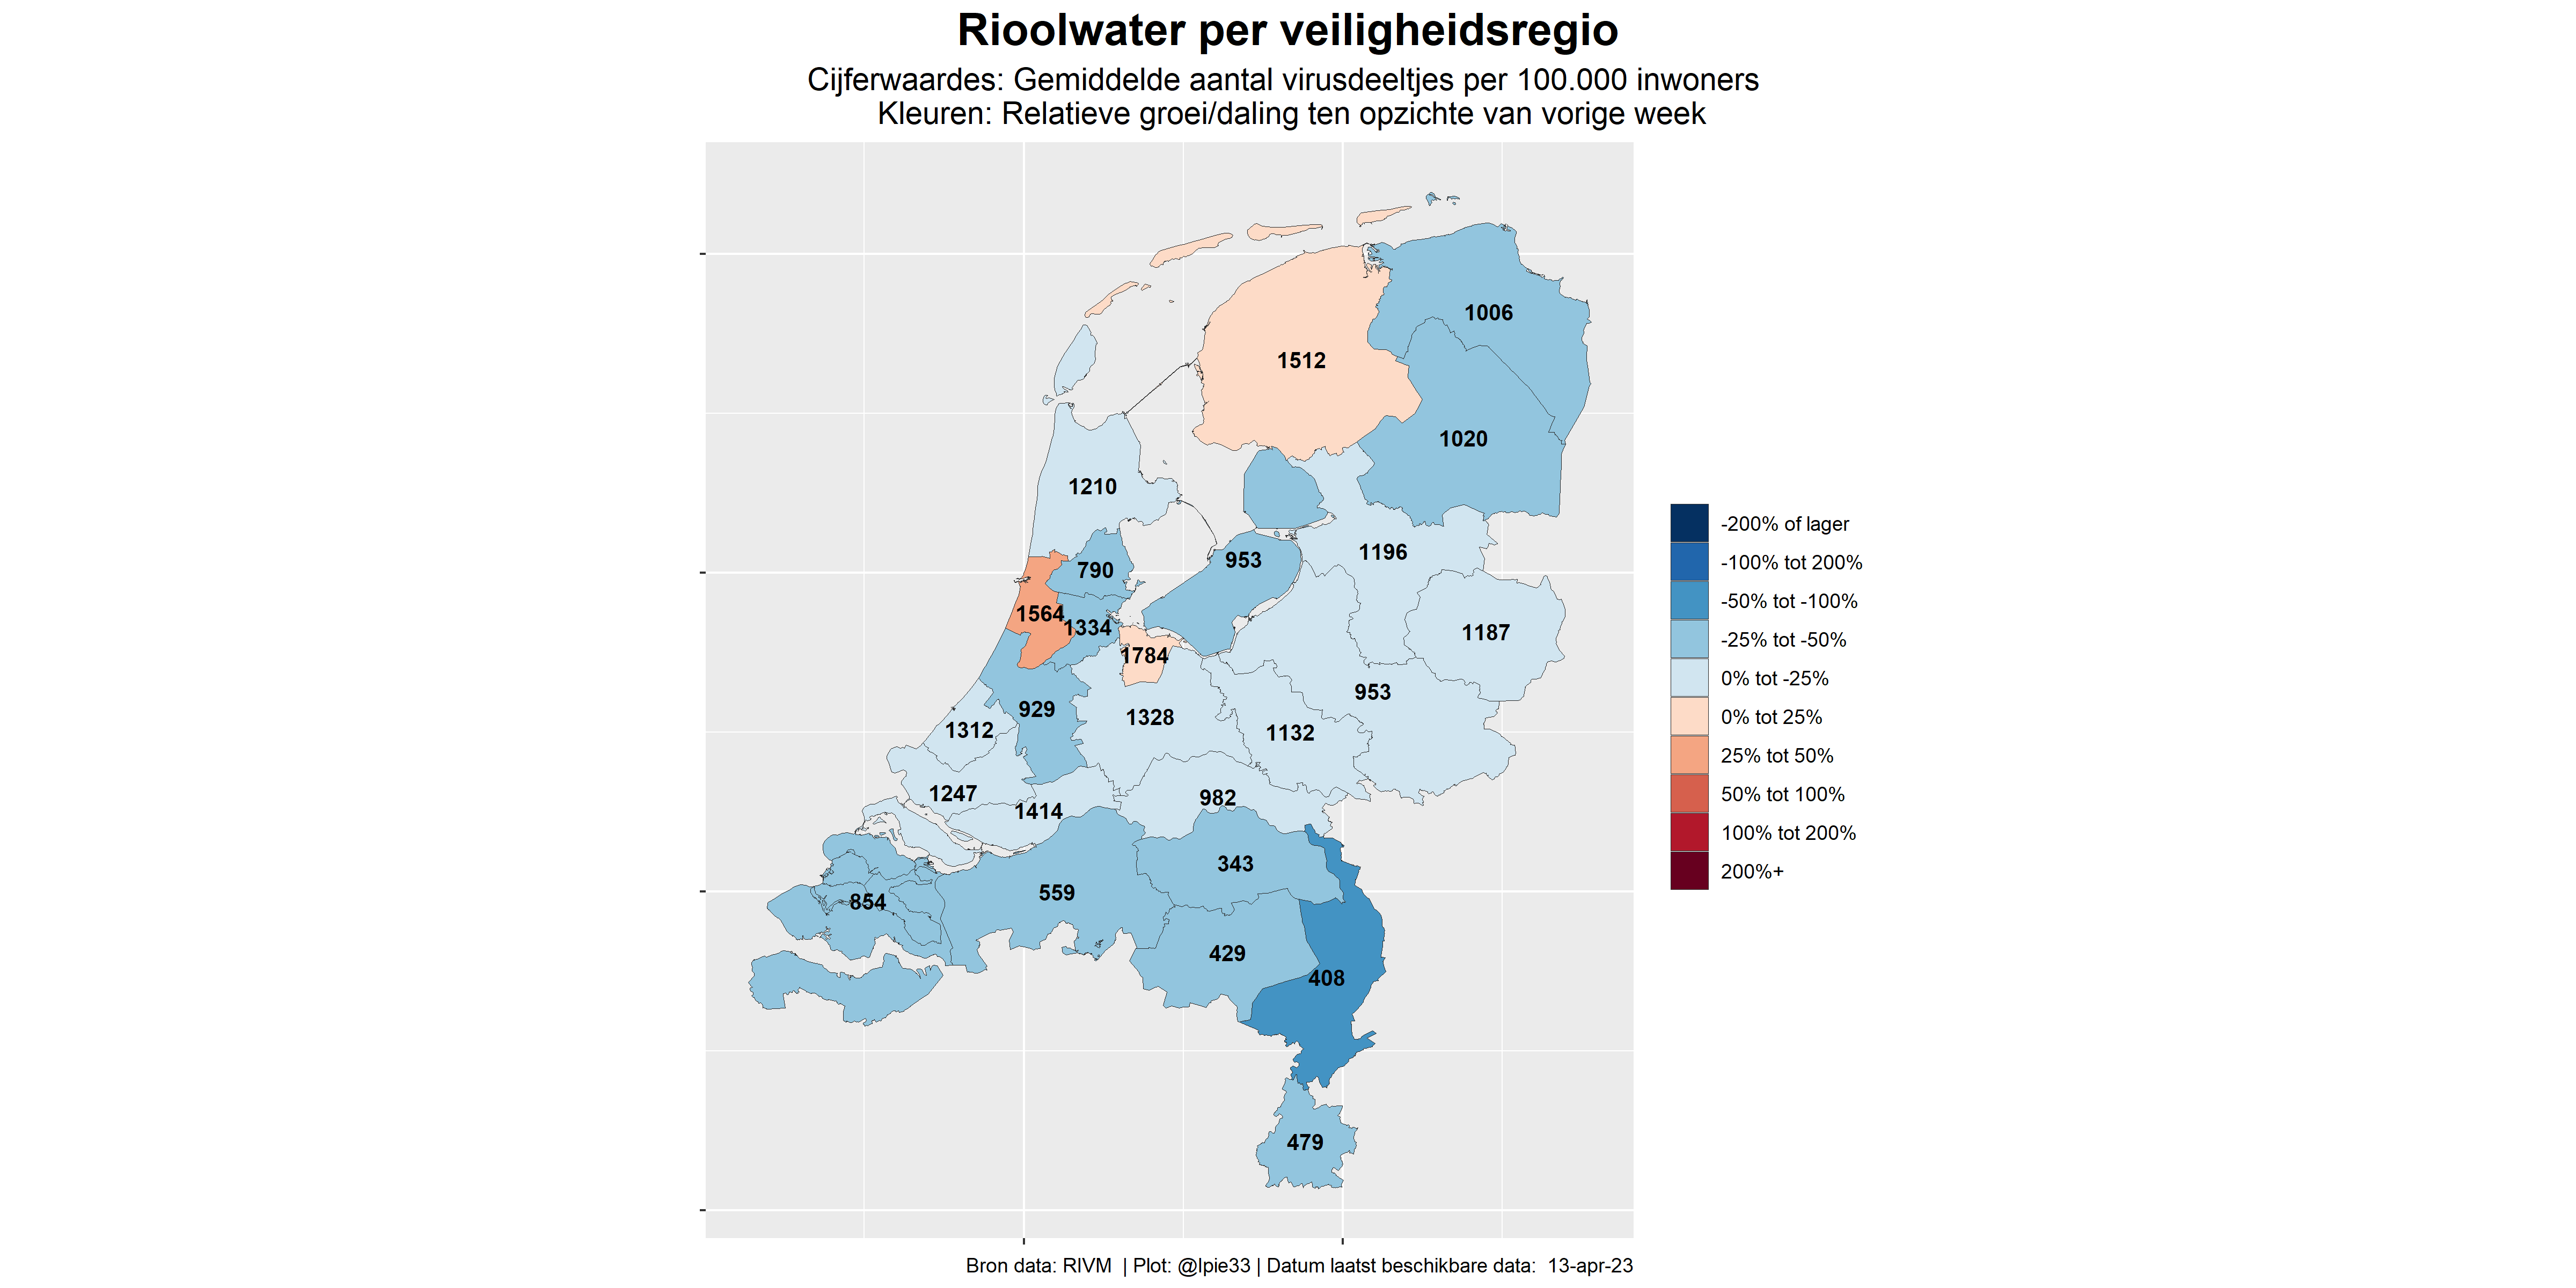 Rioolwater per veiligheidsregio
Cijferwaardes: Gemiddelde aantal virusdeeltjes per 100.000 inwoners
Kleuren: Relatieve groei/daling ten opzichte van vorige week
1006
1512
1020
1210
1196
953
790
1564
1334
1187
1784
953
929
1328
1312
1132
1247
982
1414
343
559
854
429
408
479
-200% of lager
-100% tot 200%
-50% tot -100%
-25% tot -50%
0% tot -25%
0% tot 25%
25% tot 50%
50% tot 100%
100% tot 200%
200%+
Bron data: RIVM | Plot: @lpie33 | Datum laatst beschikbare data: 13-apr-23